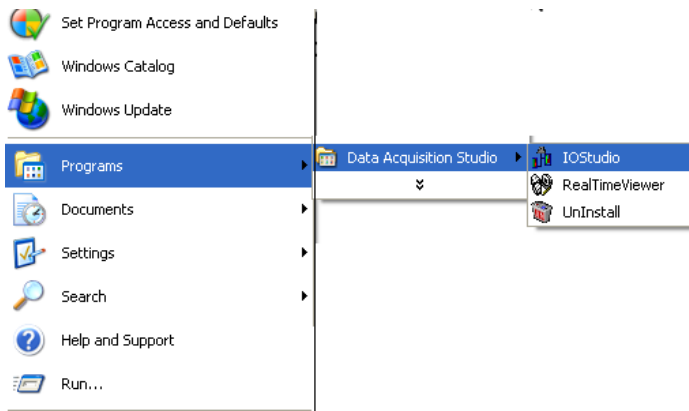 Set Program Access and Defaults
Windows Catalog
Windows Update
Programs
Data Acquisition Studio
IOStudio
RealTimeViewer
UnInstall
Documents
Settings
Search
Help and Support
Run...